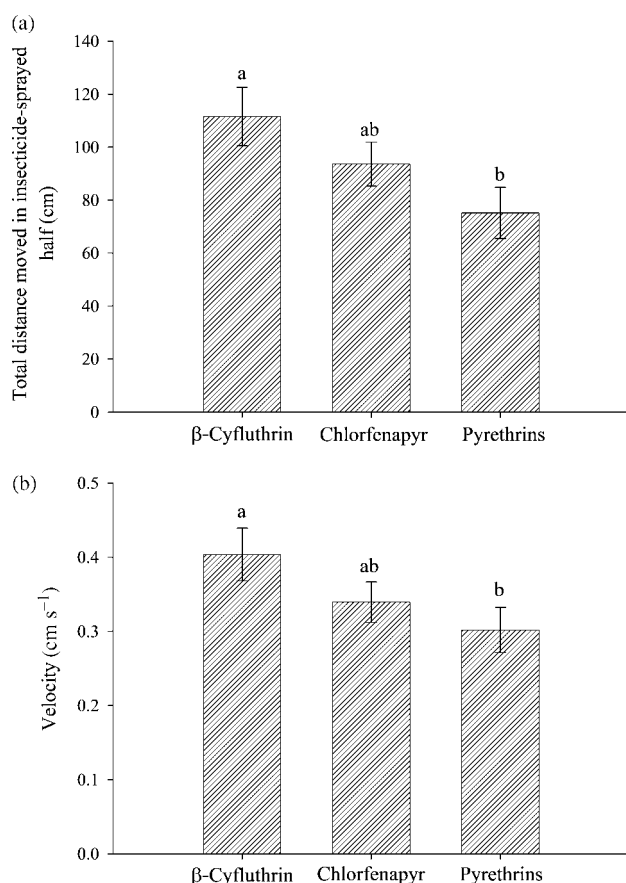 (a)
Total distance moved in insecticide-sprayed
half (cm)
140
120
100
80
60
40
20
0
a
ab
b
β-Cyfluthrin Chlorfenapyr Pyrethrins
(b)
Velocity (cm s⁻¹)
0.5
0.4
0.3
0.2
0.1
0.0
a
ab
b
β-Cyfluthrin Chlorfenapyr Pyrethrins